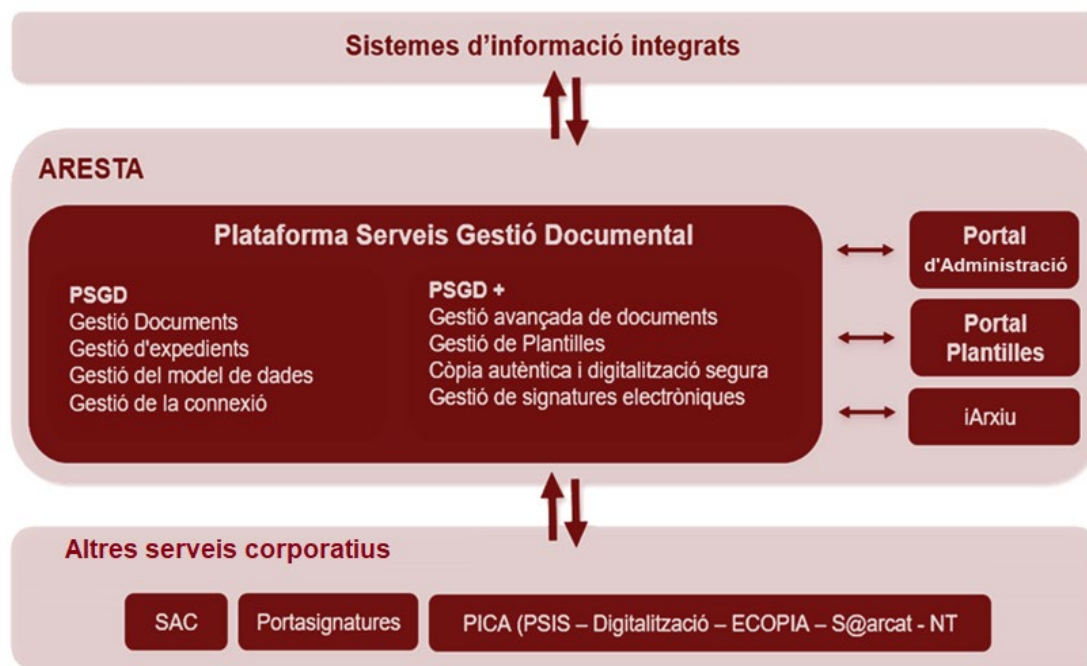 Sistemes d’informació integrats
ARESTA
Plataforma Serveis Gestió Documental
PSGD
Gestió Documents
Gestió d'expedients
Gestió del model de dades
Gestió de la connexió
PSGD +
Gestió avançada de documents
Gestió de Plantilles
Còpia autèntica i digitalització segura
Gestió de signatures electròniques
Portal
d'Administració
Portal
Plantilles
iArxiu
Altres serveis corporatius
SAC
Portasignatures
PICA (PSIS – Digitalització – ECOPIA – S@arcat - NT